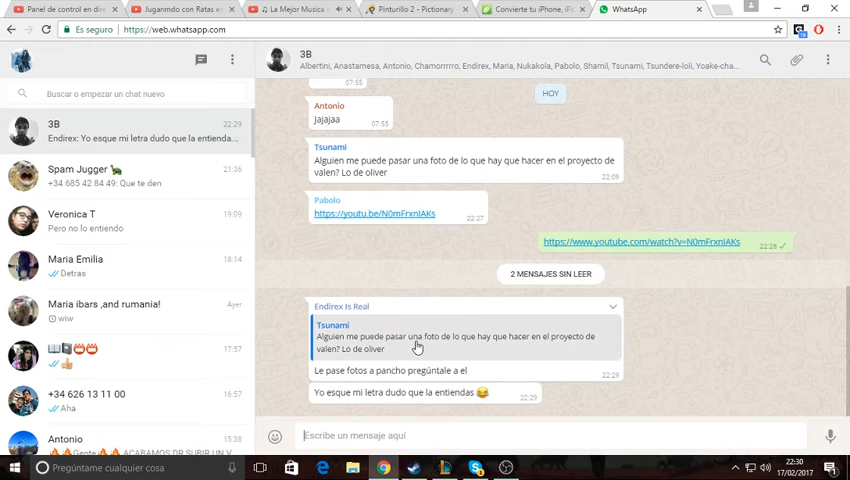 Panel de control en dire
Jugando con Ratas en
La Mejor Musica s
Pinturillo 2 - Pictionary
Convierte tu iPhone, iPa
WhatsApp
Es seguro
https://web.whatsapp.com
3B
Albertini, Anastamesa, Antonio, Chamorrrrro, Endirex, Maria, Nukakola, Pabolo, Shamil, Tsunami, Tsundere-loli, Yoake-cha...
Buscar o empezar un chat nuevo
3B
22:29
Endirex: Yo esque mi letra dudo que la entienda...
Spam Jugger
21:36
+34 685 42 84 49: Que te den
Veronica T
19:09
Pero no lo entiendo
Maria Emilia
18:14
Detras
Maria ibars ,and rumania!
Ayer
wiw
17:57
+34 626 13 11 00
16:57
Aha
Antonio
15:38
Gente ACABAMOS DR SUBIR UN V
07:55
HOY
Antonio
Jajajaa
07:55
Tsunami
Alguien me puede pasar una foto de lo que hay que hacer en el proyecto de
valen? Lo de oliver
22:09
Pabolo
https://youtu.be/N0mFrxnIAKs
22:27
https://www.youtube.com/watch?v=N0mFrxnIAKs
22:28
2 MENSAJES SIN LEER
Endirex Is Real
Tsunami
Alguien me puede pasar una foto de lo que hay que hacer en el proyecto de
valen? Lo de oliver
Le pase fotos a pancho pregúntale a el
22:29
Yo esque mi letra dudo que la entiendas 😂
22:29
Escribe un mensaje aquí
Pregúntame cualquier cosa
22:30
17/02/2017